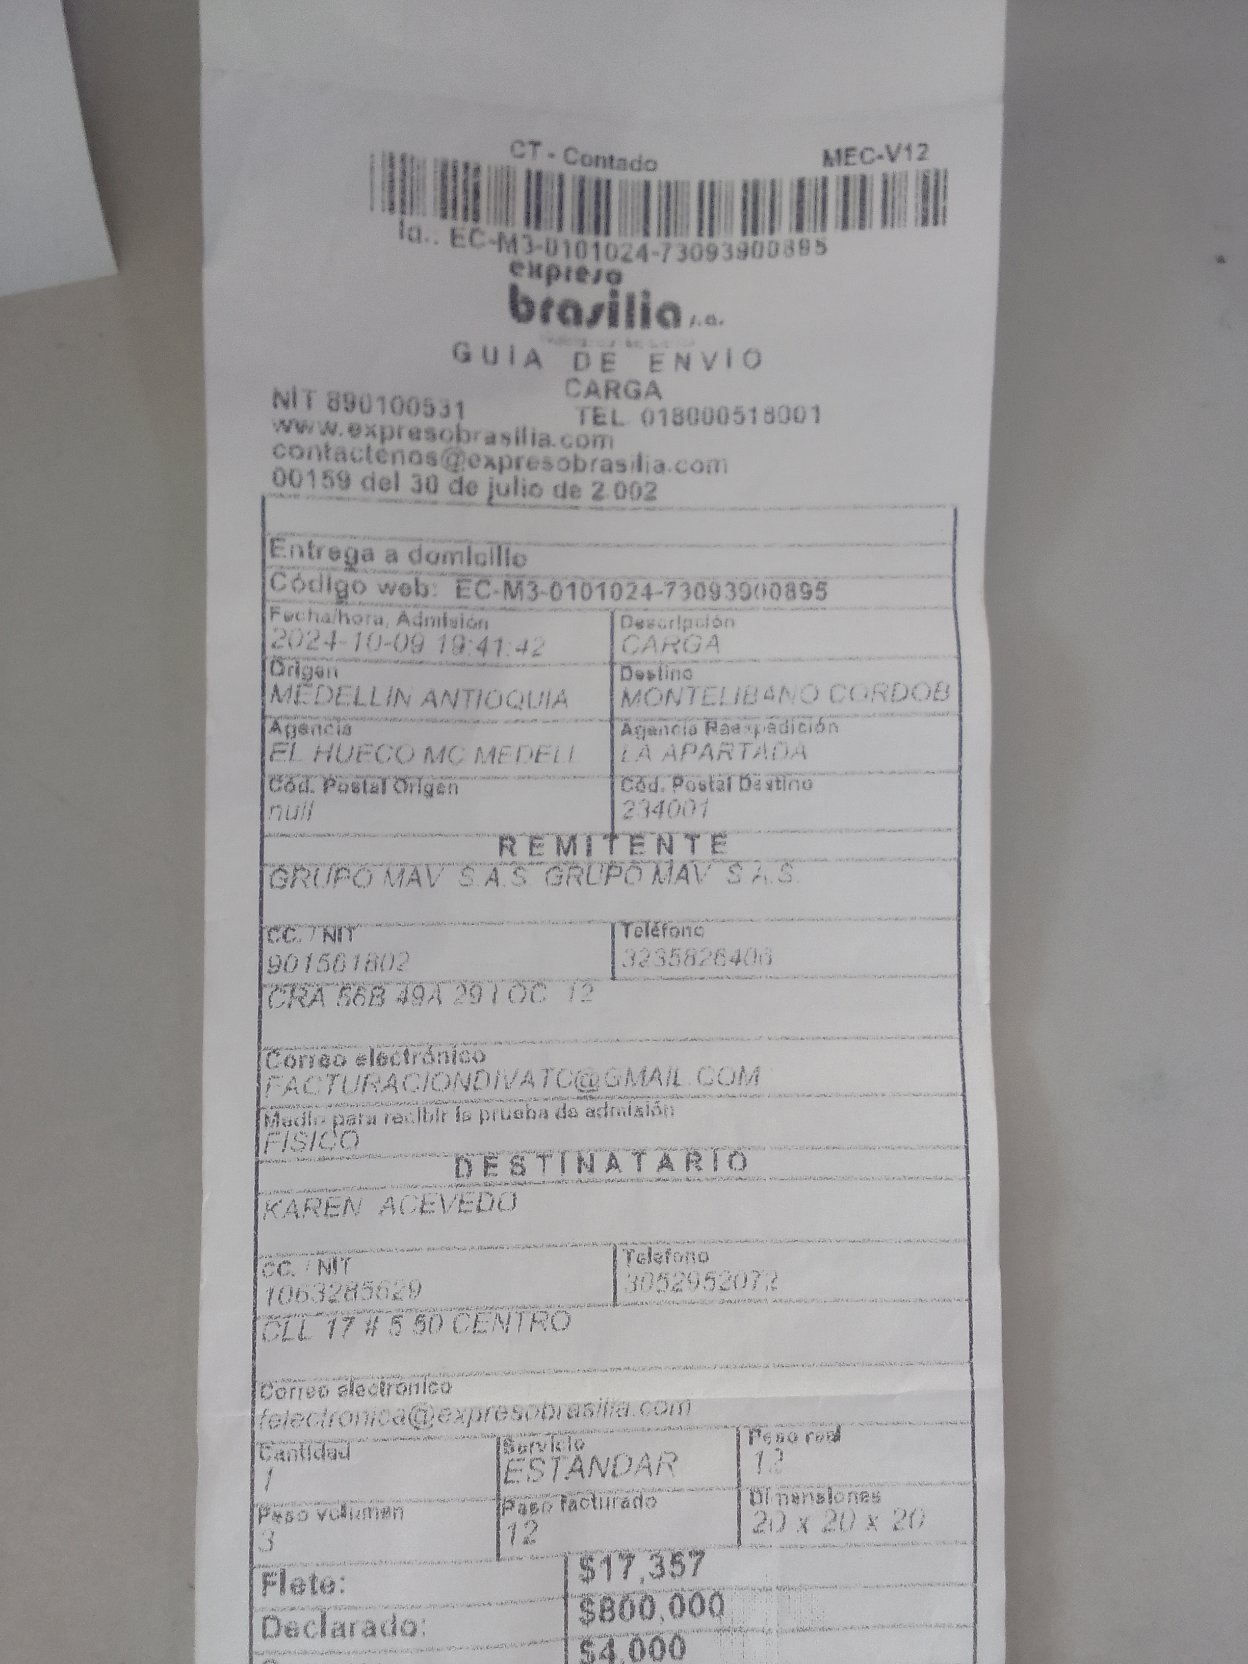 CT - Contado MEC-V12
EC-M3-0101024-73093900895
expreso
brasilia s.a.
GUIA DE ENVIO
CARGA
NIT 890100531 TEL 018000518001
www.expresobrasilia.com
contactenos@expresobrasilia.com
00159 del 30 de julio de 2.002
Entrega a domicilio
Código web: EC-M3-0101024-73093900895
Fecha/hora, Admisión Descripción
2024-10-09 19:41:42 CARGA
Origen Destino
MEDELLIN ANTIOQUIA MONTELIBANO CORDOB
Agencia Agencia Reexpedición
EL HUECO MC MEDELL LA APARTADA
Cód. Postal Origen Cód. Postal Destino
null 234001
REMITENTE
GRUPO MAV S.A.S. GRUPO MAV S.A.S.
CC. / NIT Teléfono
901561802 3235826406
CRA 56B 49A 29 LOC 12
Correo electrónico
FACTURACIONDIVATC@GMAIL.COM
Medio para recibir la prueba de admisión
FISICO
DESTINATARIO
KAREN ACEVEDO
CC. / NIT Telefono
1063285629 3052952072
CLL 17 # 5 50 CENTRO
Correo electrónico
felectronica@expresobrasilia.com
Cantidad Servicio Peso real
1 ESTANDAR 12
Peso volumen Peso facturado Dimensiones
3 12 20 x 20 x 20
Flete: $17,357
Declarado: $800,000
$4,000